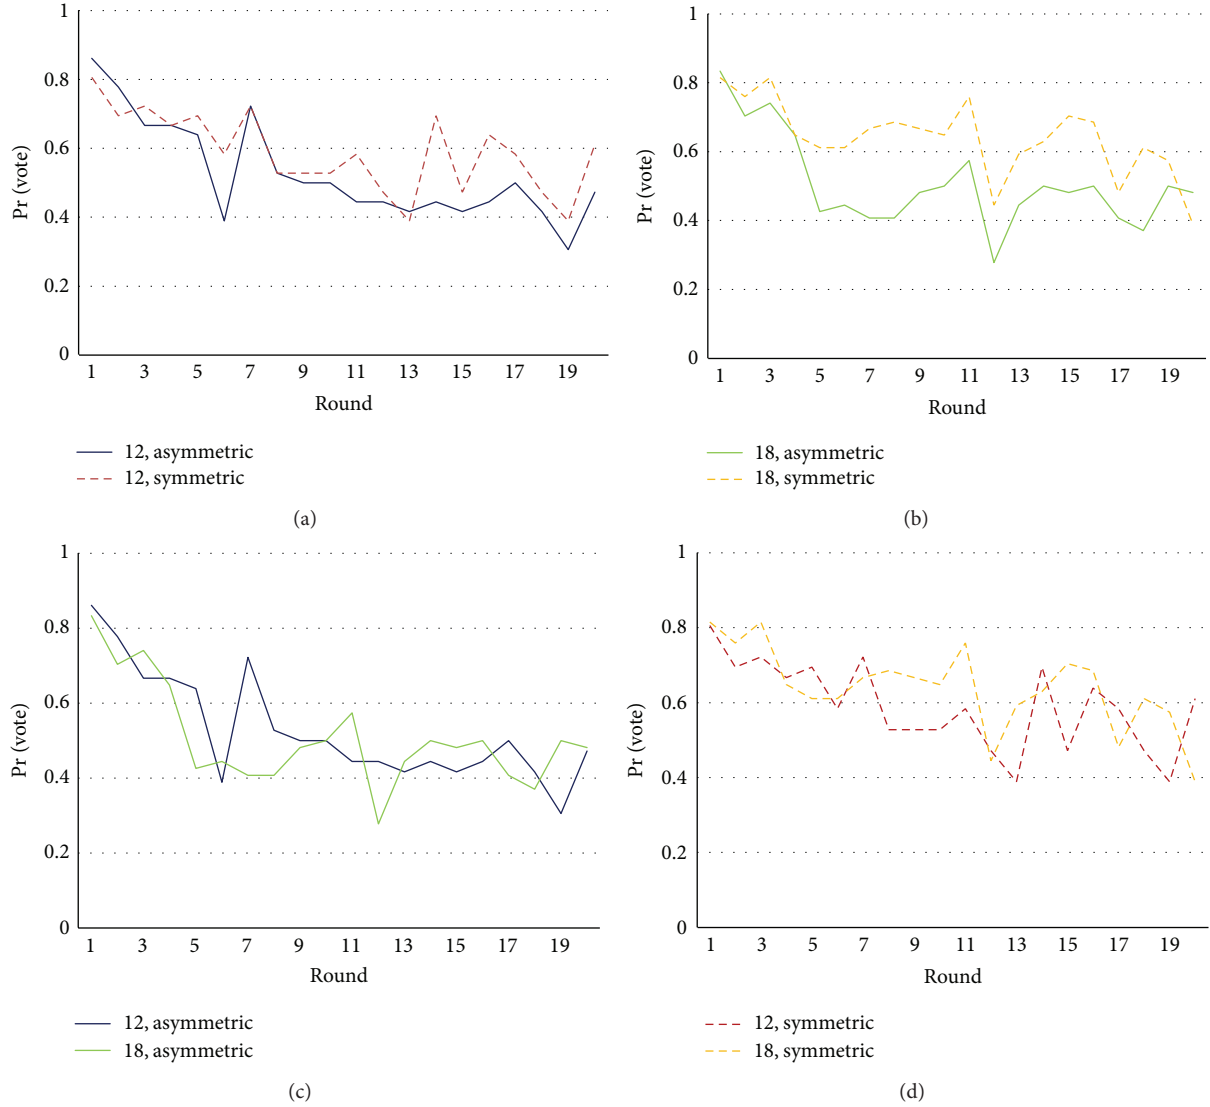 1
0.8
0.6
0.4
0.2
0
Pr (vote)
1 3 5 7 9 11 13 15 17 19
Round
12, asymmetric
12, symmetric
(a)
1
0.8
0.6
0.4
0.2
0
Pr (vote)
1 3 5 7 9 11 13 15 17 19
Round
18, asymmetric
18, symmetric
(b)
1
0.8
0.6
0.4
0.2
0
Pr (vote)
1 3 5 7 9 11 13 15 17 19
Round
12, asymmetric
18, asymmetric
(c)
1
0.8
0.6
0.4
0.2
0
Pr (vote)
1 3 5 7 9 11 13 15 17 19
Round
12, symmetric
18, symmetric
(d)